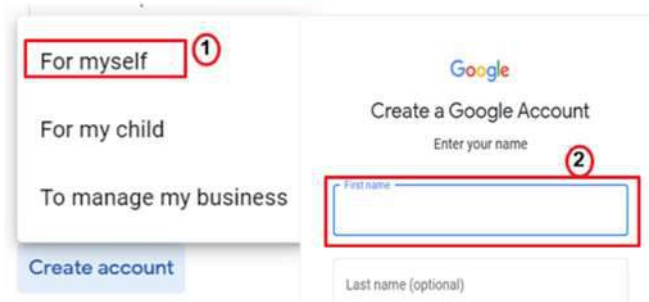 For myself
1
For my child
To manage my business
Create account
Google
Create a Google Account
Enter your name
2
First name
Last name (optional)